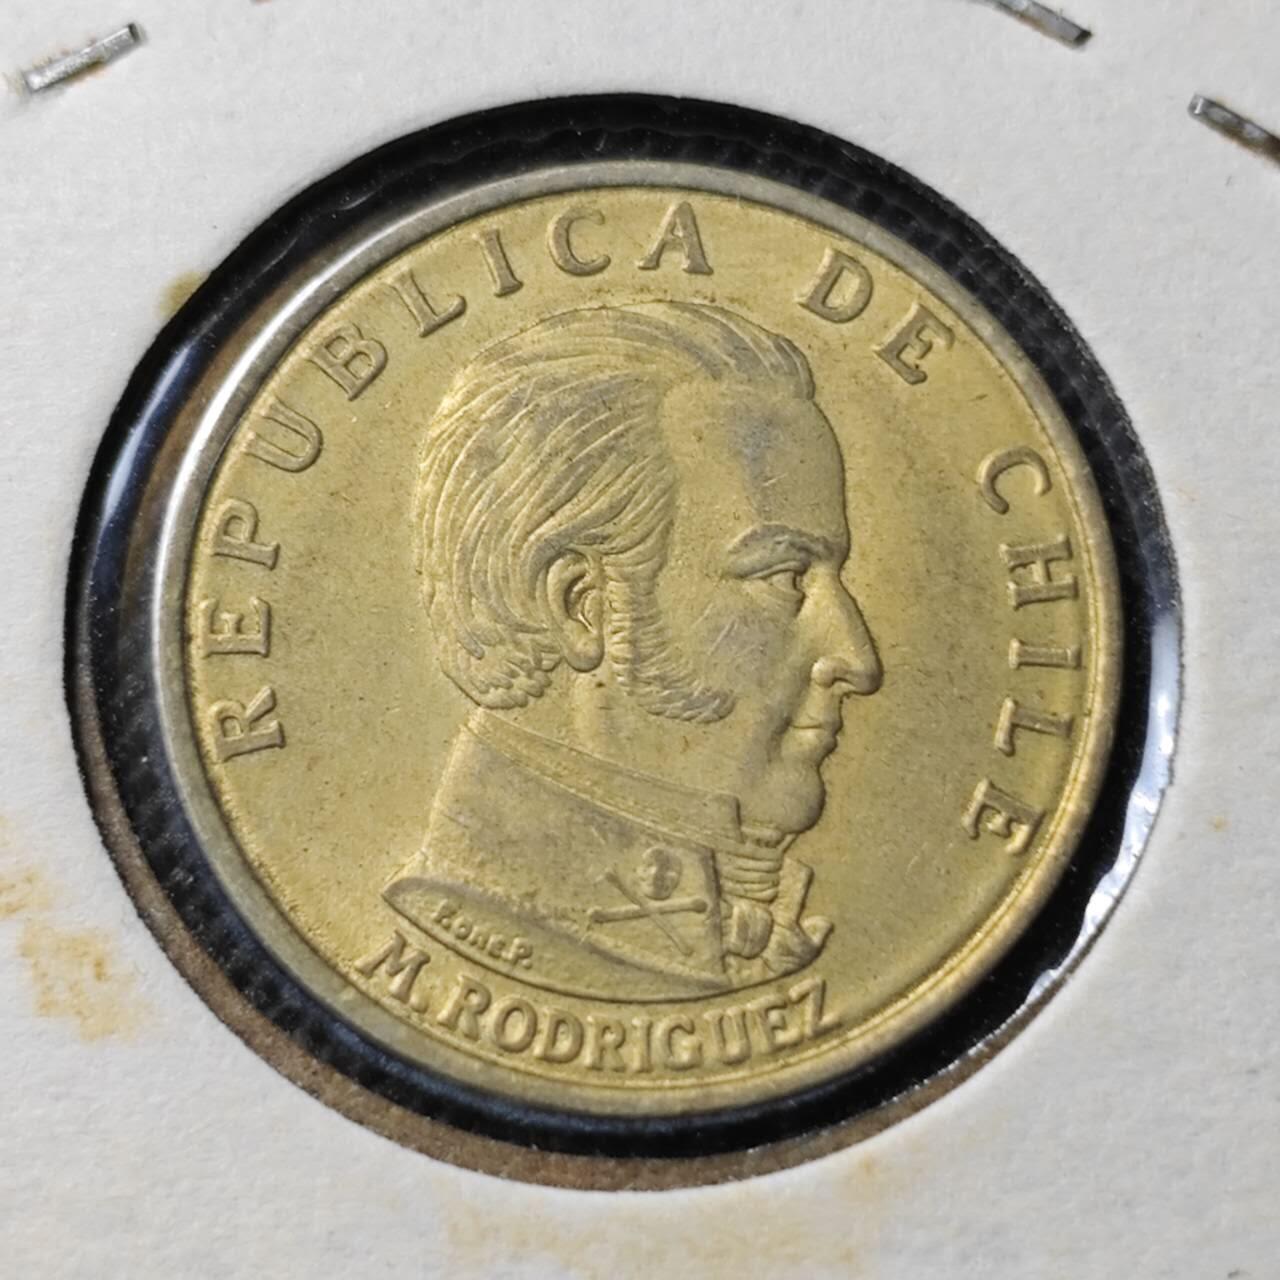 REPUBLICA DE CHILE
M. RODRIGUEZ